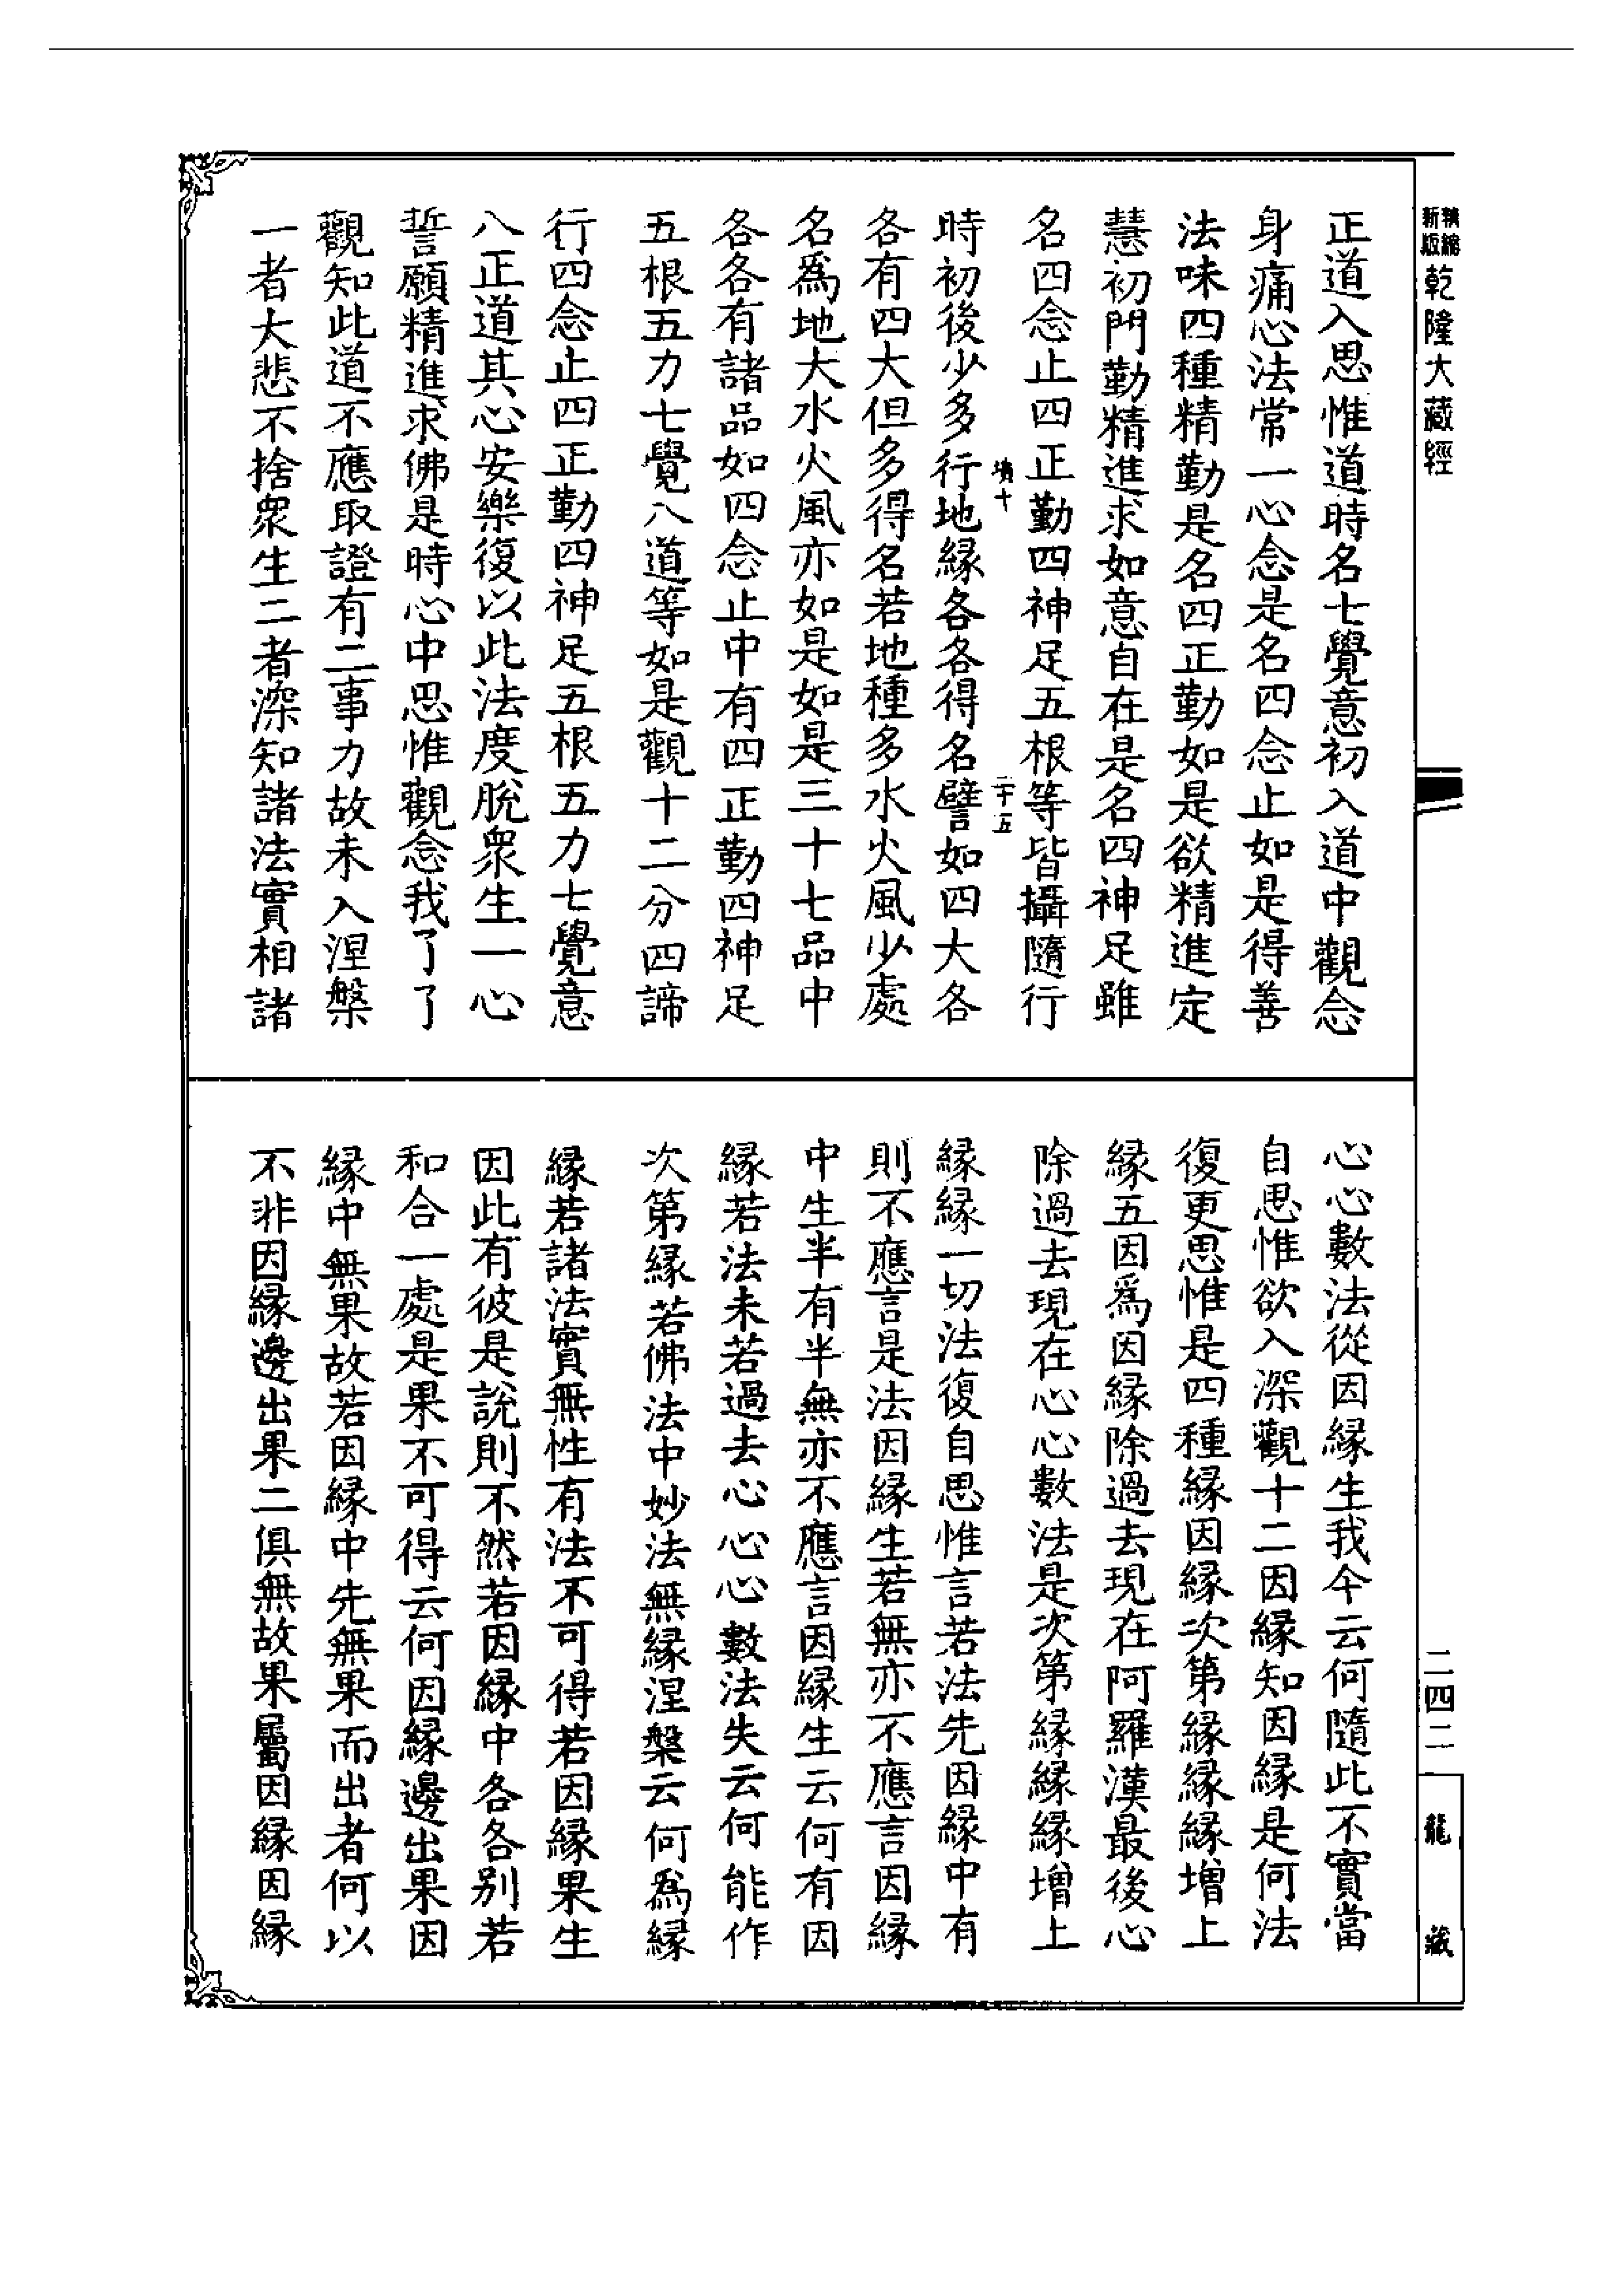 精縮新版乾隆大藏經
正道入思惟道時名七覺意初入道中觀念
身痛心法常一心念是名四念止如是得善
法味四種精勤是名四正勤如是欲精進定
慧初門勤精進求如意自在是名四神足雖
名四念止四正勤四神足五根等皆攝隨行
墳十 二十五
時初後少多行地緣各各得名譬如四大各
各有四大但多得名若地種多水火風少處
名爲地大水火風亦如是如是三十七品中
各各有諸品如四念止中有四正勤四神足
五根五力七覺八道等如是觀十二分四諦
行四念止四正勤四神足五根五力七覺意
八正道其心安樂復以此法度脫衆生一心
誓願精進求佛是時心中思惟觀念我了了
觀知此道不應取證有二事力故未入涅槃
一者大悲不捨衆生二者深知諸法實相諸
心心數法從因緣生我今云何隨此不實當
自思惟欲入深觀十二因緣知因緣是何法
復更思惟是四種緣因緣次第緣緣緣增上
緣五因爲因緣除過去現在阿羅漢最後心
除過去現在心心數法是次第緣緣緣增上
緣緣一切法復自思惟言若法先因緣中有
則不應言是法因緣生若無亦不應言因緣
中生半有半無亦不應言因緣生云何有因
緣若法未若過去心心心數法失云何能作
次第緣若佛法中妙法無緣涅槃云何爲緣
緣若諸法實無性有法不可得若因緣果生
因此有彼是說則不然若因緣中各各別若
和合一處是果不可得云何因緣邊出果因
緣中無果故若因緣中先無果而出者何以
不非因緣邊出果二俱無故果屬因緣因緣
二四二
龍藏